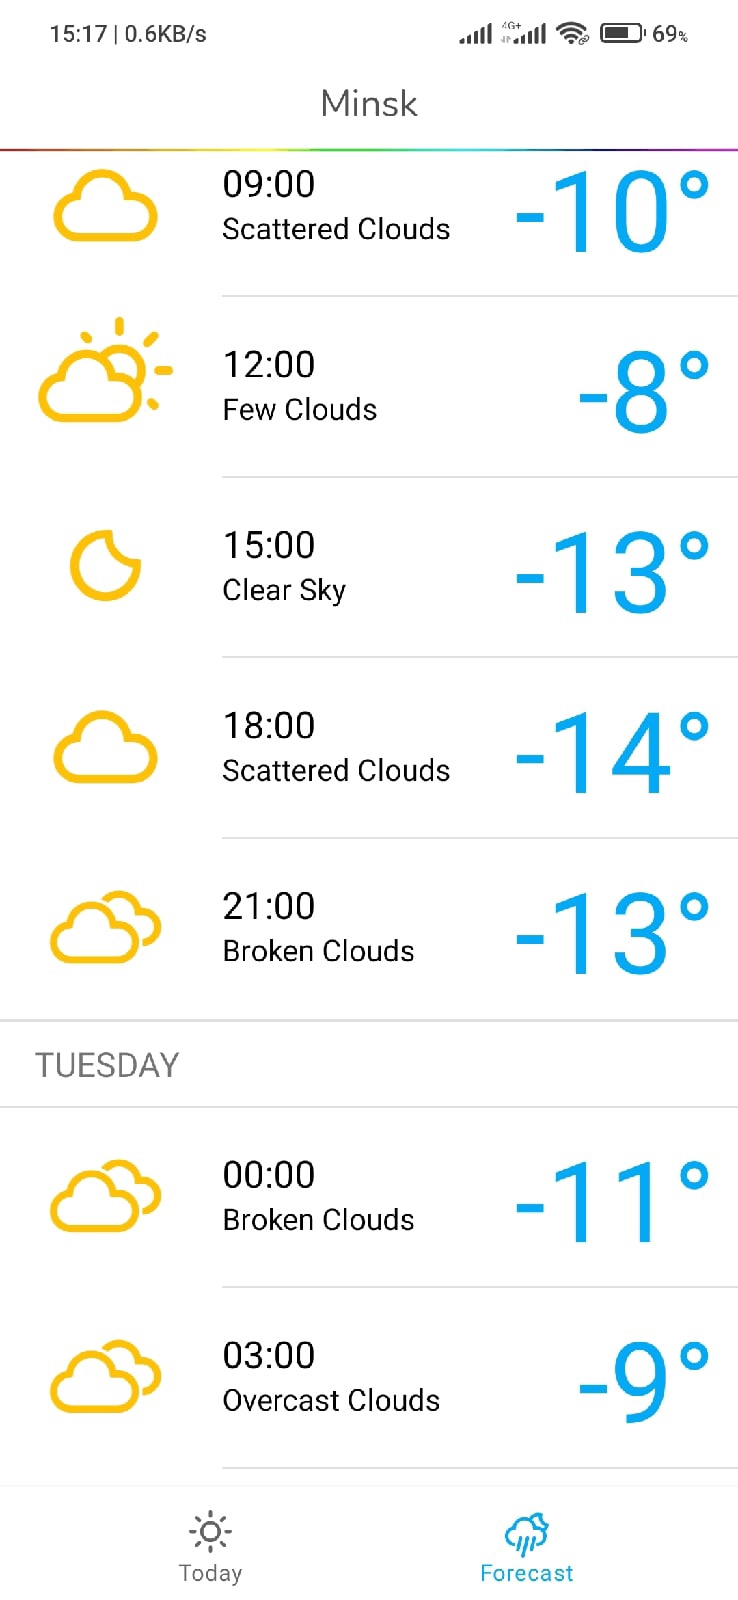 15:17 | 0.6KB/s 4G+ 69%
Minsk
09:00
Scattered Clouds
-10°
12:00
Few Clouds
-8°
15:00
Clear Sky
-13°
18:00
Scattered Clouds
-14°
21:00
Broken Clouds
-13°
TUESDAY
00:00
Broken Clouds
-11°
03:00
Overcast Clouds
-9°
Today Forecast